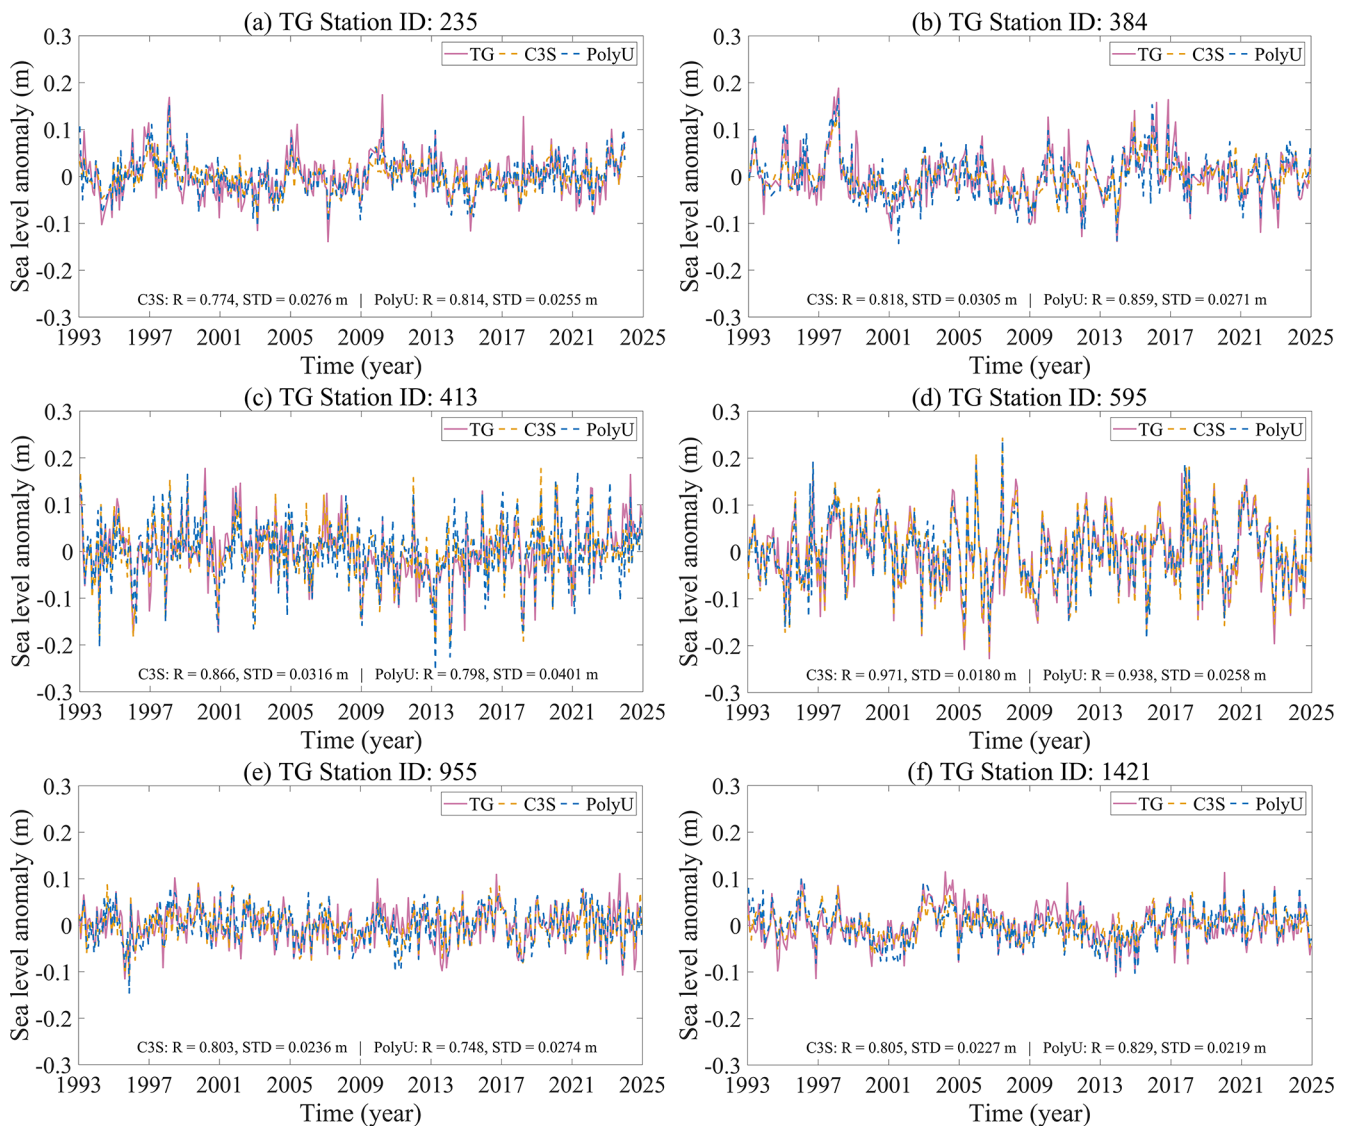 (a) TG Station ID: 235
TG C3S PolyU
Sea level anomaly (m)
0.3
0.2
0.1
0
-0.1
-0.2
-0.3
C3S: R = 0.774, STD = 0.0276 m | PolyU: R = 0.814, STD = 0.0255 m
1993 1997 2001 2005 2009 2013 2017 2021 2025
Time (year)
(b) TG Station ID: 384
TG C3S PolyU
Sea level anomaly (m)
0.3
0.2
0.1
0
-0.1
-0.2
-0.3
C3S: R = 0.818, STD = 0.0305 m | PolyU: R = 0.859, STD = 0.0271 m
1993 1997 2001 2005 2009 2013 2017 2021 2025
Time (year)
(c) TG Station ID: 413
TG C3S PolyU
Sea level anomaly (m)
0.3
0.2
0.1
0
-0.1
-0.2
-0.3
C3S: R = 0.866, STD = 0.0316 m | PolyU: R = 0.798, STD = 0.0401 m
1993 1997 2001 2005 2009 2013 2017 2021 2025
Time (year)
(d) TG Station ID: 595
TG C3S PolyU
Sea level anomaly (m)
0.3
0.2
0.1
0
-0.1
-0.2
-0.3
C3S: R = 0.971, STD = 0.0180 m | PolyU: R = 0.938, STD = 0.0258 m
1993 1997 2001 2005 2009 2013 2017 2021 2025
Time (year)
(e) TG Station ID: 955
TG C3S PolyU
Sea level anomaly (m)
0.3
0.2
0.1
0
-0.1
-0.2
-0.3
C3S: R = 0.803, STD = 0.0236 m | PolyU: R = 0.748, STD = 0.0274 m
1993 1997 2001 2005 2009 2013 2017 2021 2025
Time (year)
(f) TG Station ID: 1421
TG C3S PolyU
Sea level anomaly (m)
0.3
0.2
0.1
0
-0.1
-0.2
-0.3
C3S: R = 0.805, STD = 0.0227 m | PolyU: R = 0.829, STD = 0.0219 m
1993 1997 2001 2005 2009 2013 2017 2021 2025
Time (year)